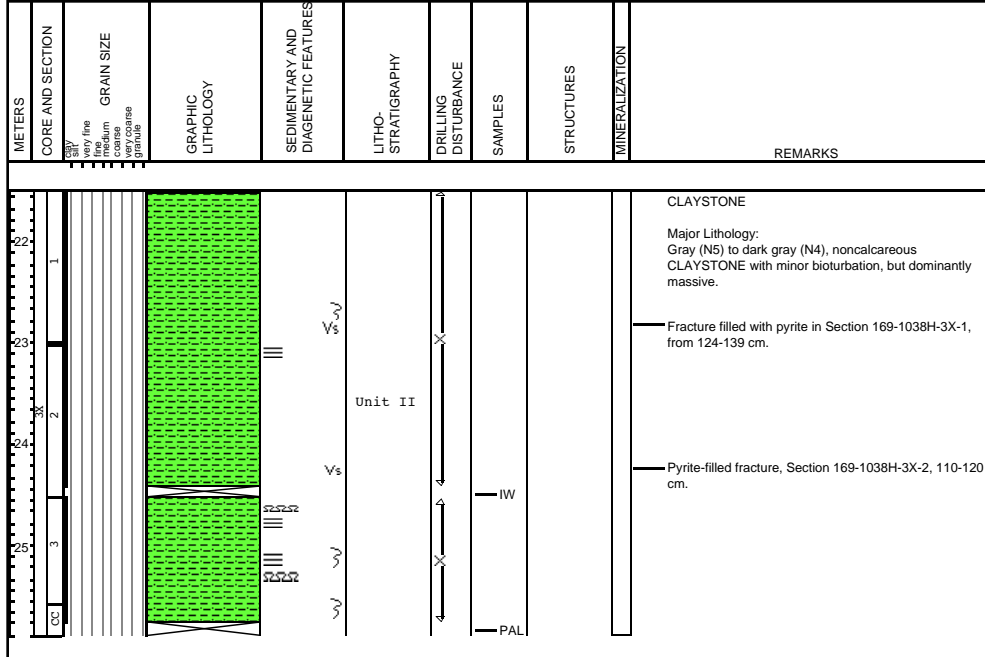 METERS
CORE AND SECTION
GRAIN SIZE
clay
silt
very fine
fine
medium
coarse
very coarse
granule
GRAPHIC
LITHOLOGY
SEDIMENTARY AND
DIAGENETIC FEATURES
LITHO-
STRATIGRAPHY
DRILLING
DISTURBANCE
SAMPLES
STRUCTURES
MINERALIZATION
REMARKS
22
23
24
25
3X
1
2
3
CC
Vs
Vs
Unit II
X
X
IW
PAL
CLAYSTONE
Major Lithology:
Gray (N5) to dark gray (N4), noncalcareous
CLAYSTONE with minor bioturbation, but dominantly
massive.
Fracture filled with pyrite in Section 169-1038H-3X-1,
from 124-139 cm.
Pyrite-filled fracture, Section 169-1038H-3X-2, 110-120
cm.